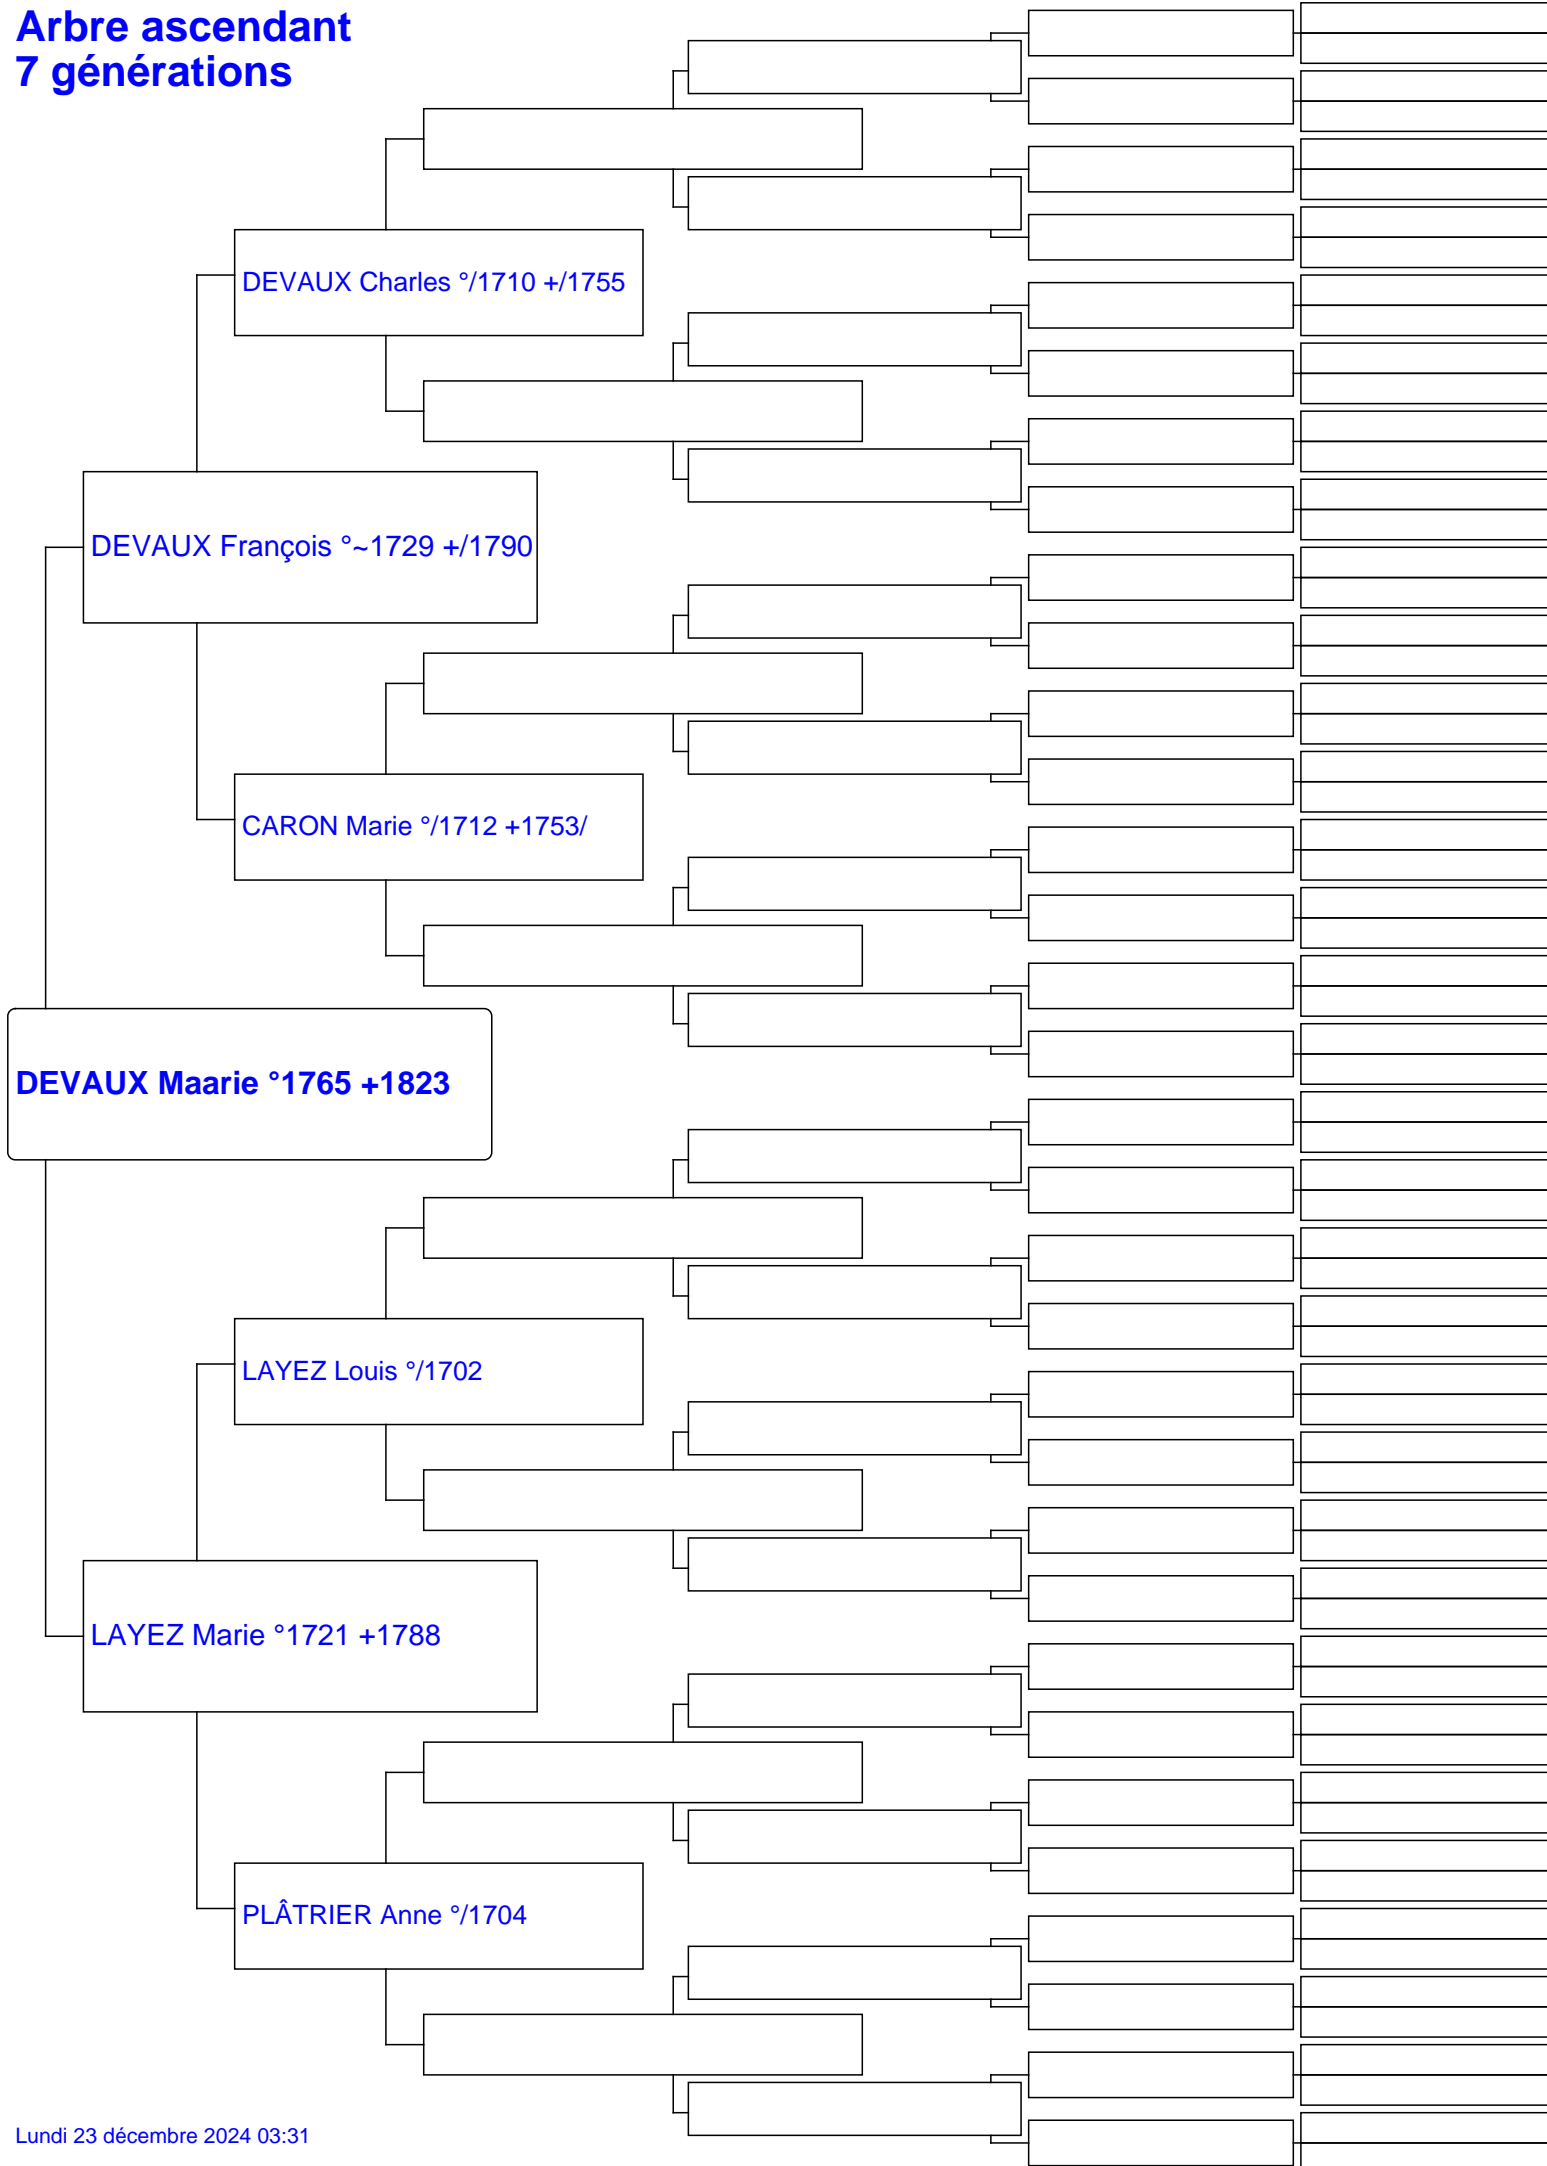 Arbre ascendant
7 générations
DEVAUX Charles °/1710 +/1755
DEVAUX François °~1729 +/1790
CARON Marie °/1712 +1753/
DEVAUX Maarie °1765 +1823
LAYEZ Louis °/1702
LAYEZ Marie °1721 +1788
PLÂTRIER Anne °/1704
Lundi 23 décembre 2024 03:31